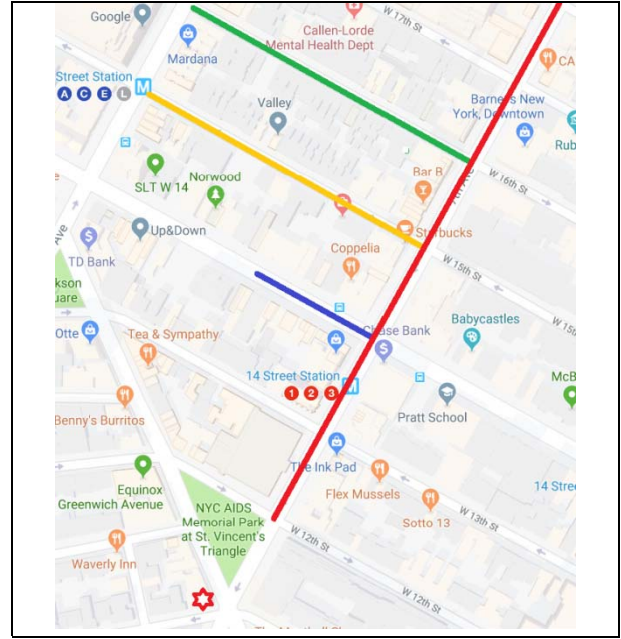 Google
Callen-Lorde
Mental Health Dept
W 17th St
Mardana
CA
Street Station
M
A C E L
Valley
Barnes New
York, Downtown
Rub
Bar B
SLT W 14
Norwood
W 16th St
Starbucks
Up&Down
Ave
Coppelia
W 15th St
W 15th
TD Bank
kson
uare
Chase Bank
Babycastles
Otte
Tea & Sympathy
14 Street Station
M
1 2 3
McB
Pratt School
Benny's Burritos
The Ink Pad
14 Stree
Equinox
Greenwich Avenue
Flex Mussels
NYC AIDS
Memorial Park
at St. Vincent's
Triangle
Sotto 13
W 13th St
W 12th St
Waverly Inn
W 12th St